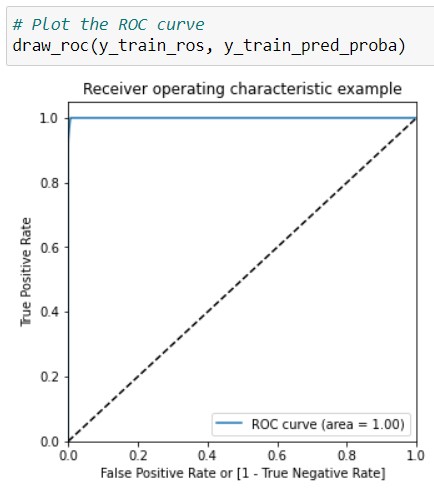 # Plot the ROC curve
draw_roc(y_train_ros, y_train_pred_proba)
Receiver operating characteristic example
1.0
0.8
0.6
0.4
0.2
0.0
True Positive Rate
ROC curve (area = 1.00)
0.0 0.2 0.4 0.6 0.8 1.0
False Positive Rate or [1 - True Negative Rate]